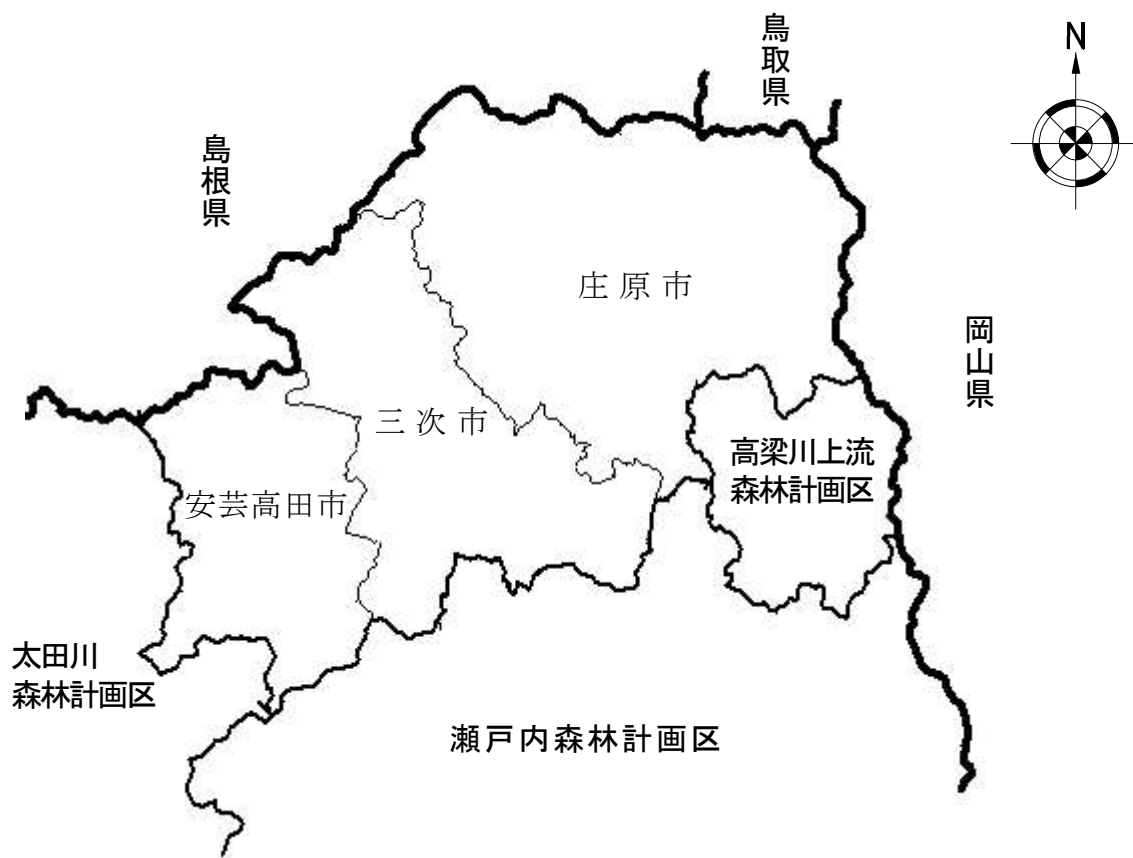 鳥取県
N
島根県
庄原市
岡山県
三次市
高梁川上流
森林計画区
安芸高田市
太田川
森林計画区
瀬戸内森林計画区